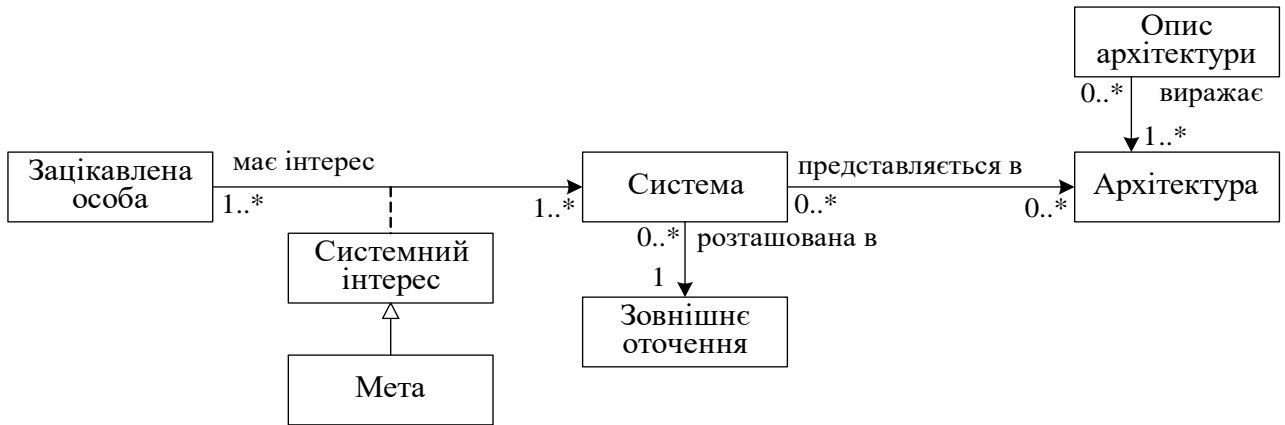 Опис
архітектури
0..*
виражає
1..*
Зацікавлена
особа
має інтерес
1..*
1..*
Система
представляється в
0..*
0..*
Архітектура
Системний
інтерес
0..*
розташована в
1
Зовнішнє
оточення
Мета